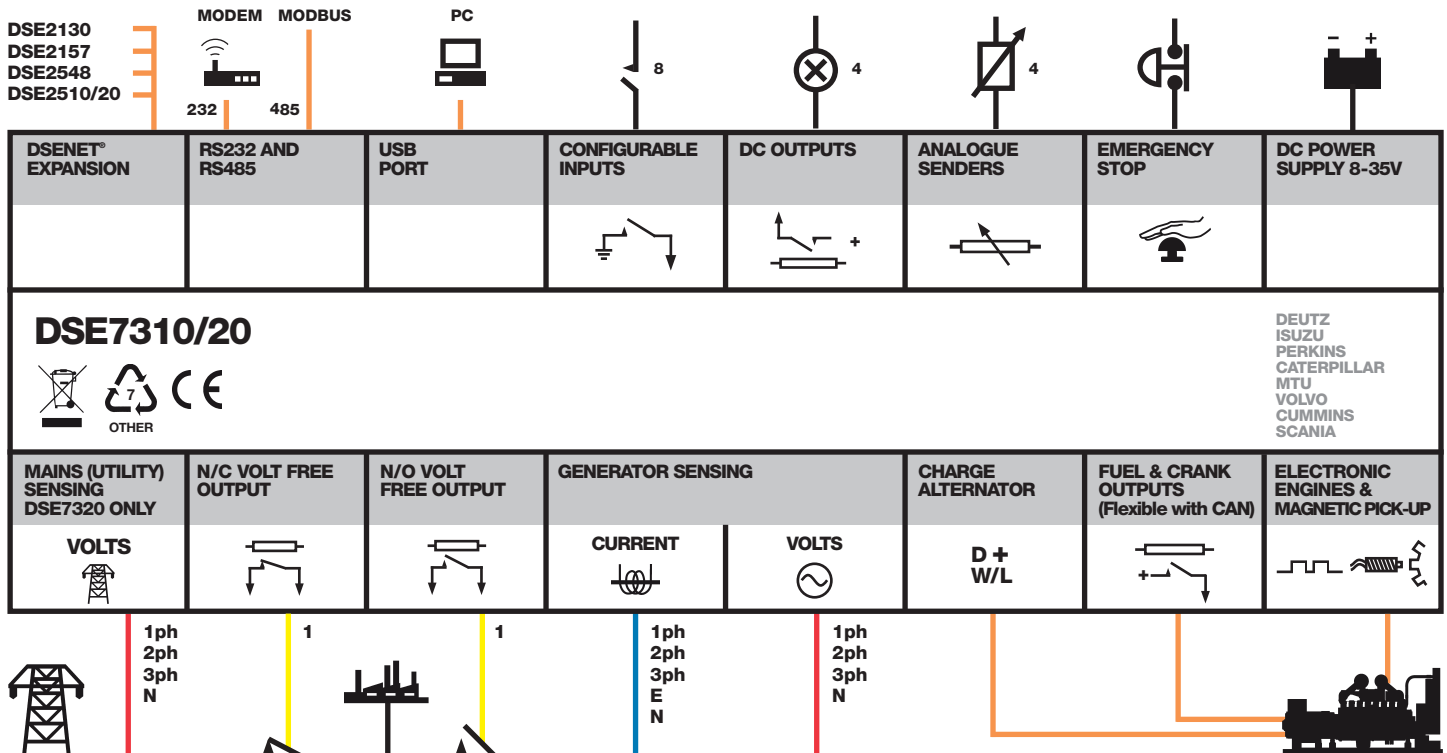 DSE2130
DSE2157
DSE2548
DSE2510/20
MODEM
232
MODBUS
485
PC
8
4
4
- +
DSENET®
EXPANSION
RS232 AND
RS485
USB
PORT
CONFIGURABLE
INPUTS
DC OUTPUTS
ANALOGUE
SENDERS
EMERGENCY
STOP
DC POWER
SUPPLY 8-35V
+
DSE7310/20
7
OTHER
CE
DEUTZ
ISUZU
PERKINS
CATERPILLAR
MTU
VOLVO
CUMMINS
SCANIA
MAINS (UTILITY)
SENSING
DSE7320 ONLY
N/C VOLT FREE
OUTPUT
N/O VOLT
FREE OUTPUT
GENERATOR SENSING
CHARGE
ALTERNATOR
FUEL & CRANK
OUTPUTS
(Flexible with CAN)
ELECTRONIC
ENGINES &
MAGNETIC PICK-UP
VOLTS
CURRENT
VOLTS
D +
W/L
+
1ph
2ph
3ph
N
1
1
1ph
2ph
3ph
E
N
1ph
2ph
3ph
N